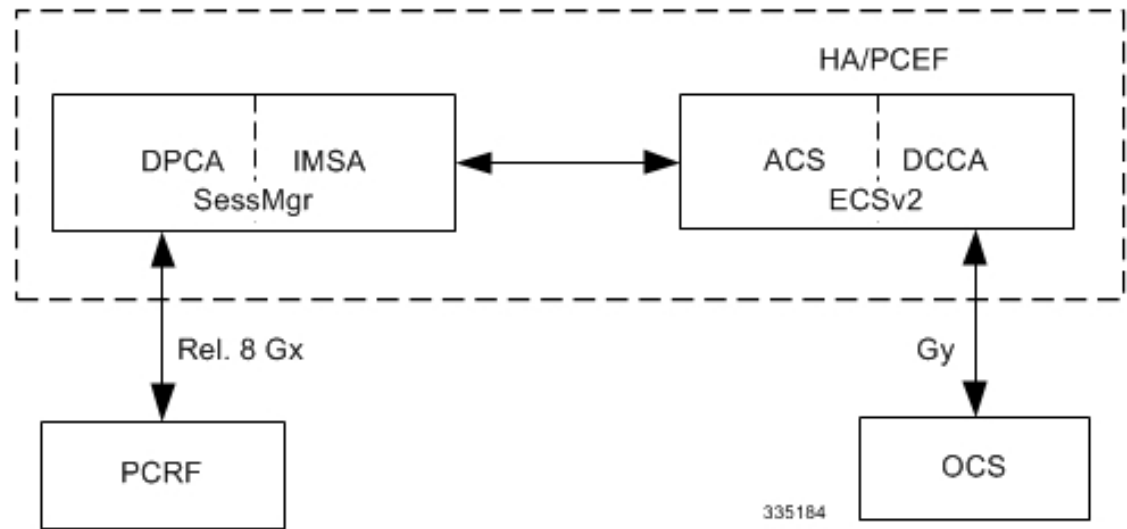 HA/PCEF
DPCA IMSA
SessMgr
ACS DCCA
ECSv2
Rel. 8 Gx
Gy
PCRF
OCS
335184